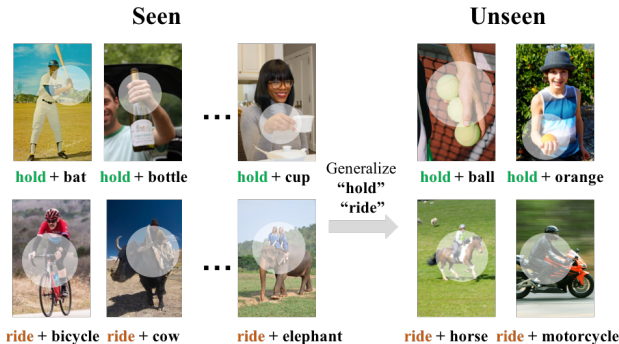 Seen
Unseen
hold + bat
hold + bottle
...
hold + cup
Generalize
“hold”
“ride”
hold + ball
hold + orange
ride + bicycle
ride + cow
...
ride + elephant
ride + horse
ride + motorcycle